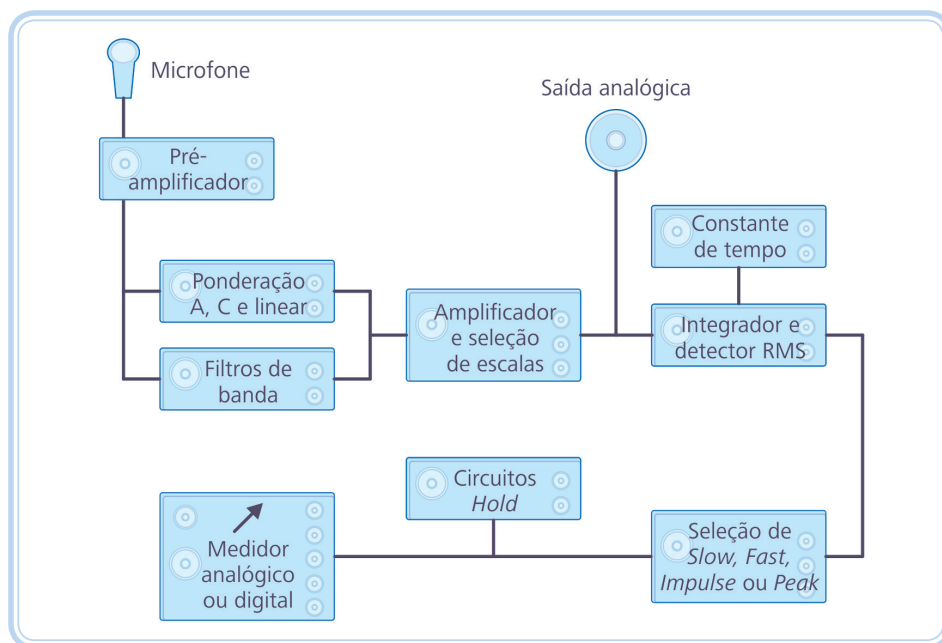 Microfone
Saída analógica
Pré-
amplificador
Constante
de tempo
Ponderação
A, C e linear
Amplificador
e seleção
de escalas
Integrador e
detector RMS
Filtros de
banda
Circuitos
Hold
Medidor
analógico
ou digital
Seleção de
Slow, Fast,
Impulse ou Peak